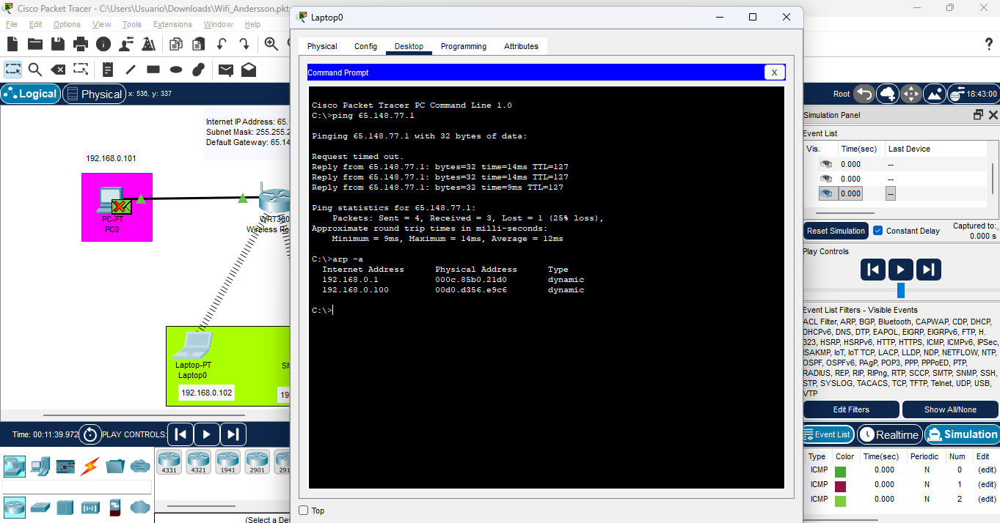 Cisco Packet Tracer - C:\Users\Usuario\Downloads\Wifi_Andersson.pkt
File Edit Options View Tools Extensions Window Help
Logical Physical x: 536, y: 337
Internet IP Address: 65.
Subnet Mask: 255.255.2
Default Gateway: 65.14
192.168.0.101
PC-PT
PC0
WRT300
Wireless Ro
Laptop-PT
Laptop0
192.168.0.102
SM
19
Time: 00:11:39.972 PLAY CONTROLS:
4331 4321 1941 2901 291
(Select a De
Laptop0
Physical Config Desktop Programming Attributes
Command Prompt
X
Cisco Packet Tracer PC Command Line 1.0
C:\>ping 65.148.77.1
Pinging 65.148.77.1 with 32 bytes of data:
Request timed out.
Reply from 65.148.77.1: bytes=32 time=14ms TTL=127
Reply from 65.148.77.1: bytes=32 time=14ms TTL=127
Reply from 65.148.77.1: bytes=32 time=9ms TTL=127
Ping statistics for 65.148.77.1:
Packets: Sent = 4, Received = 3, Lost = 1 (25% loss),
Approximate round trip times in milli-seconds:
Minimum = 9ms, Maximum = 14ms, Average = 12ms
C:\>arp -a
Internet Address Physical Address Type
192.168.0.1 000c.85b0.21d0 dynamic
192.168.0.100 00d0.d356.e9c6 dynamic
C:\>
Top
?
Root 18:43:00
Simulation Panel
Event List
Vis. Time(sec) Last Device
0.000 --
0.000 --
0.000 --
Reset Simulation Constant Delay Captured to:
0.000 s
Play Controls
Event List Filters - Visible Events
ACL Filter, ARP, BGP, Bluetooth, CAPWAP, CDP, DHCP,
DHCPv6, DNS, DTP, EAPOL, EIGRP, EIGRPv6, FTP, H.
323, HSRP, HSRPv6, HTTP, HTTPS, ICMP, ICMPv6, IPSec,
ISAKMP, IoT, IoT TCP, LACP, LLDP, NDP, NETFLOW, NTP,
OSPF, OSPFv6, PAgP, POP3, PPP, PPPoED, PTP,
RADIUS, REP, RIP, RIPng, RTP, SCCP, SMTP, SNMP, SSH,
STP, SYSLOG, TACACS, TCP, TFTP, Telnet, UDP, USB,
VTP
Edit Filters Show All/None
Event List Realtime Simulation
Type Color Time(sec) Periodic Num Edit
ICMP 0.000 N 0 (edit)
ICMP 0.000 N 1 (edit)
ICMP 0.000 N 2 (edit)